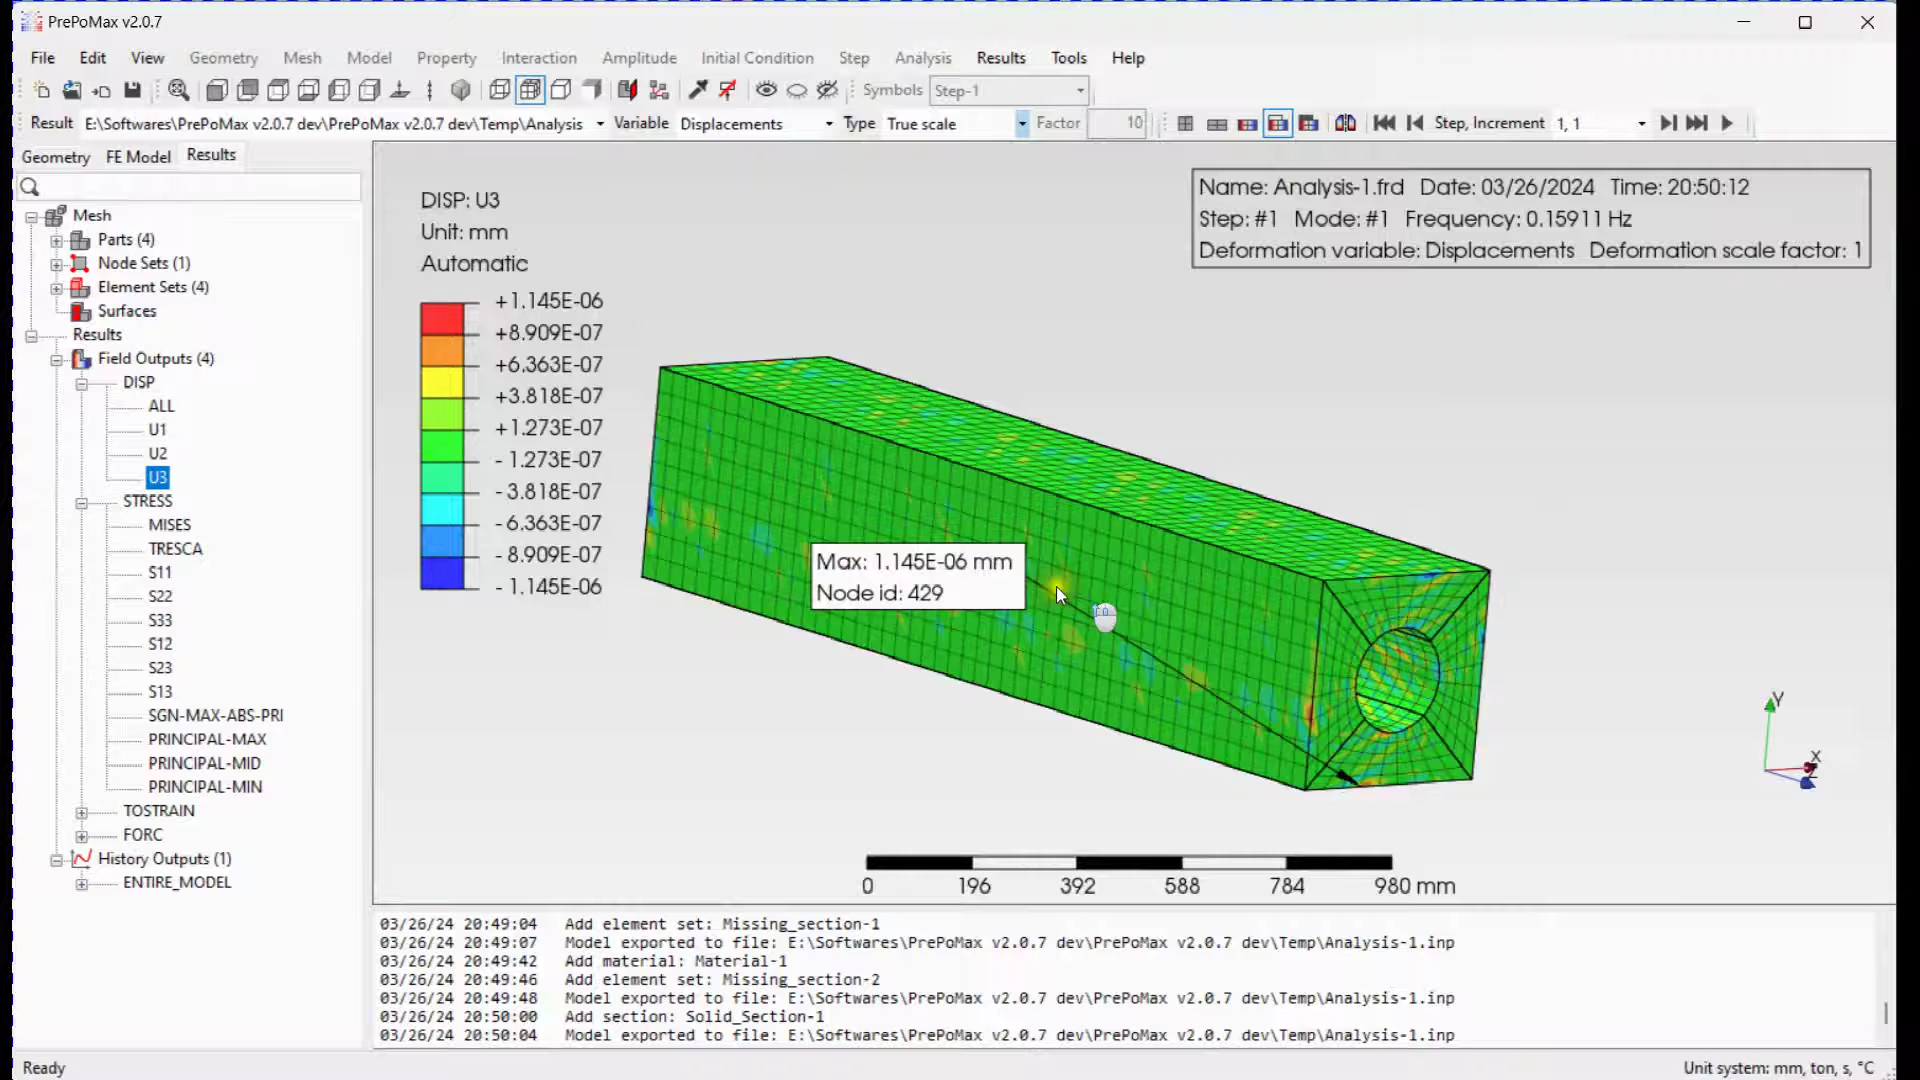 PrePoMax v2.0.7
File Edit View Geometry Mesh Model Property Interaction Amplitude Initial Condition Step Analysis Results Tools Help
Symbols Step-1
Result E:\Softwares\PrePoMax v2.0.7 dev\PrePoMax v2.0.7 dev\Temp\Analysis Variable Displacements Type True scale Factor 10 Step, Increment 1, 1
Geometry FE Model Results
Mesh
Parts (4)
Node Sets (1)
Element Sets (4)
Surfaces
Results
Field Outputs (4)
DISP
ALL
U1
U2
U3
STRESS
MISES
TRESCA
S11
S22
S33
S12
S23
S13
SGN-MAX-ABS-PRI
PRINCIPAL-MAX
PRINCIPAL-MID
PRINCIPAL-MIN
TOSTRAIN
FORC
History Outputs (1)
ENTIRE_MODEL
DISP: U3
Unit: mm
Automatic
+1.145E-06
+8.909E-07
+6.363E-07
+3.818E-07
+1.273E-07
-1.273E-07
-3.818E-07
-6.363E-07
-8.909E-07
-1.145E-06
Name: Analysis-1.frd Date: 03/26/2024 Time: 20:50:12
Step: #1 Mode: #1 Frequency: 0.15911 Hz
Deformation variable: Displacements Deformation scale factor: 1
Max: 1.145E-06 mm
Node id: 429
Y
X
Z
0 196 392 588 784 980 mm
03/26/24 20:49:04 Add element set: Missing_section-1
03/26/24 20:49:07 Model exported to file: E:\Softwares\PrePoMax v2.0.7 dev\PrePoMax v2.0.7 dev\Temp\Analysis-1.inp
03/26/24 20:49:42 Add material: Material-1
03/26/24 20:49:46 Add element set: Missing_section-2
03/26/24 20:49:48 Model exported to file: E:\Softwares\PrePoMax v2.0.7 dev\PrePoMax v2.0.7 dev\Temp\Analysis-1.inp
03/26/24 20:50:00 Add section: Solid_Section-1
03/26/24 20:50:04 Model exported to file: E:\Softwares\PrePoMax v2.0.7 dev\PrePoMax v2.0.7 dev\Temp\Analysis-1.inp
Ready
Unit system: mm, ton, s, °C